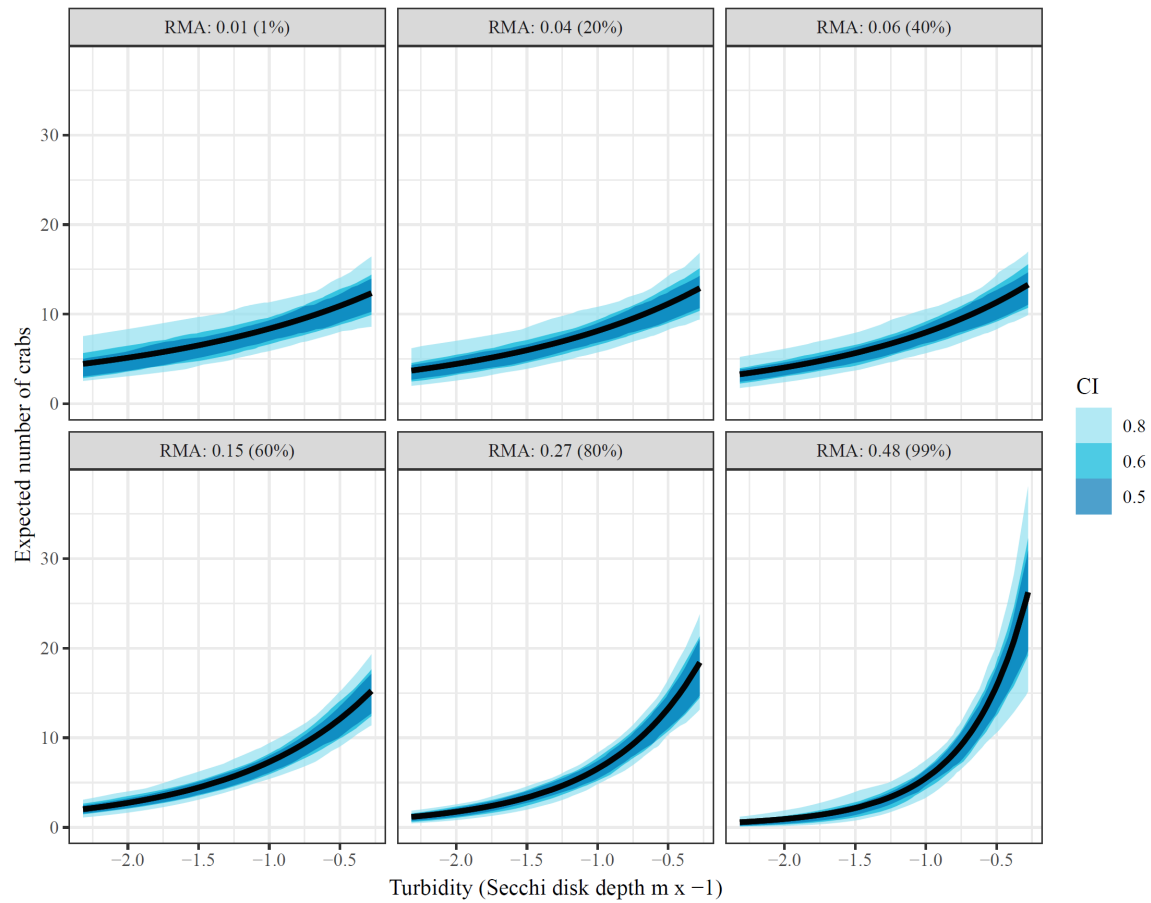 RMA: 0.01 (1%) RMA: 0.04 (20%) RMA: 0.06 (40%)
30
20
10
0
RMA: 0.15 (60%) RMA: 0.27 (80%) RMA: 0.48 (99%)
30
20
10
0
−2.0 −1.5 −1.0 −0.5 −2.0 −1.5 −1.0 −0.5 −2.0 −1.5 −1.0 −0.5
Turbidity (Secchi disk depth m x −1)
Expected number of crabs
CI
0.8
0.6
0.5